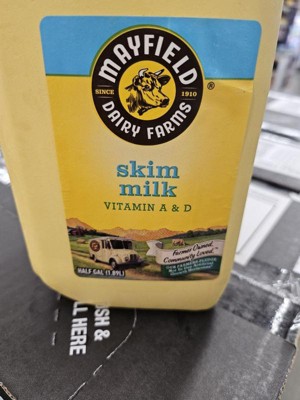 MAYFIELD
SINCE 1910
DAIRY FARMS
®
skim
milk
VITAMIN A & D
Farmer Owned.
Community Loved.™
HALF GAL (1.89L)
SH &
LL HERE